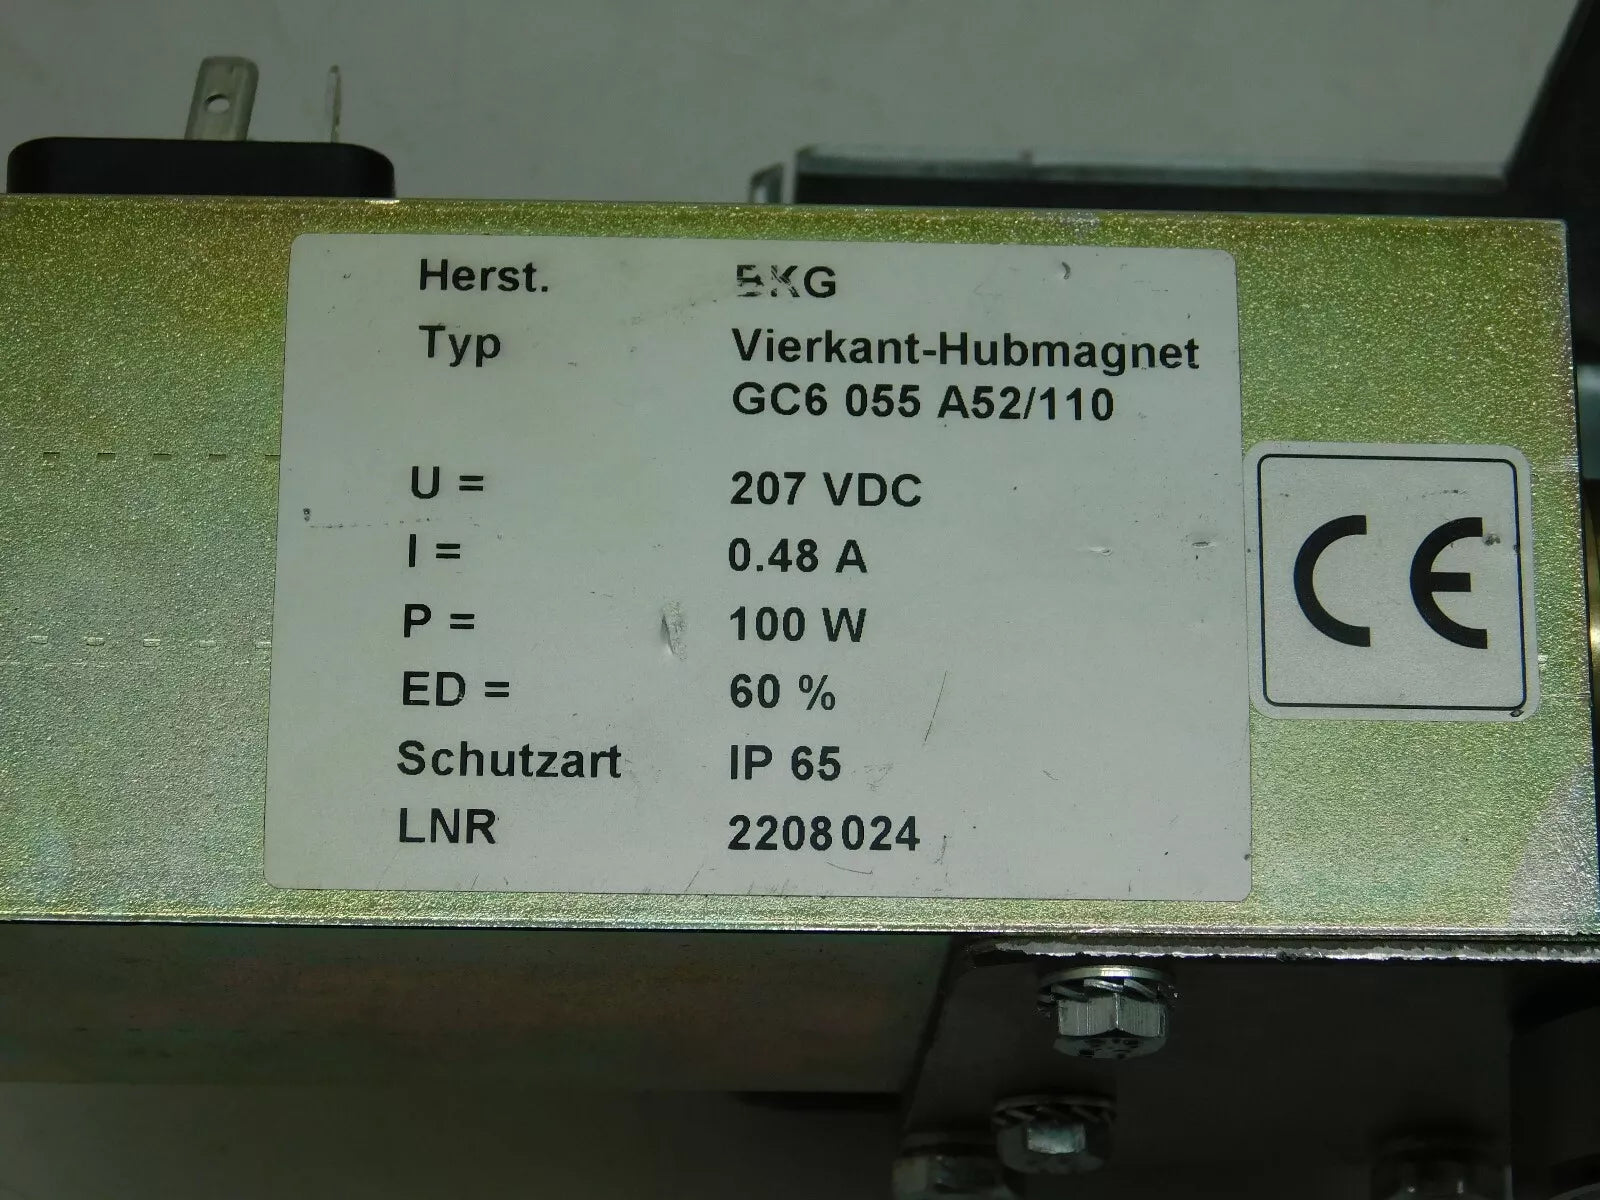 Herst. BKG
Typ Vierkant-Hubmagnet
GC6 055 A52/110
U = 207 VDC
I = 0.48 A
P = 100 W
ED = 60 %
Schutzart IP 65
LNR 2208024
CE